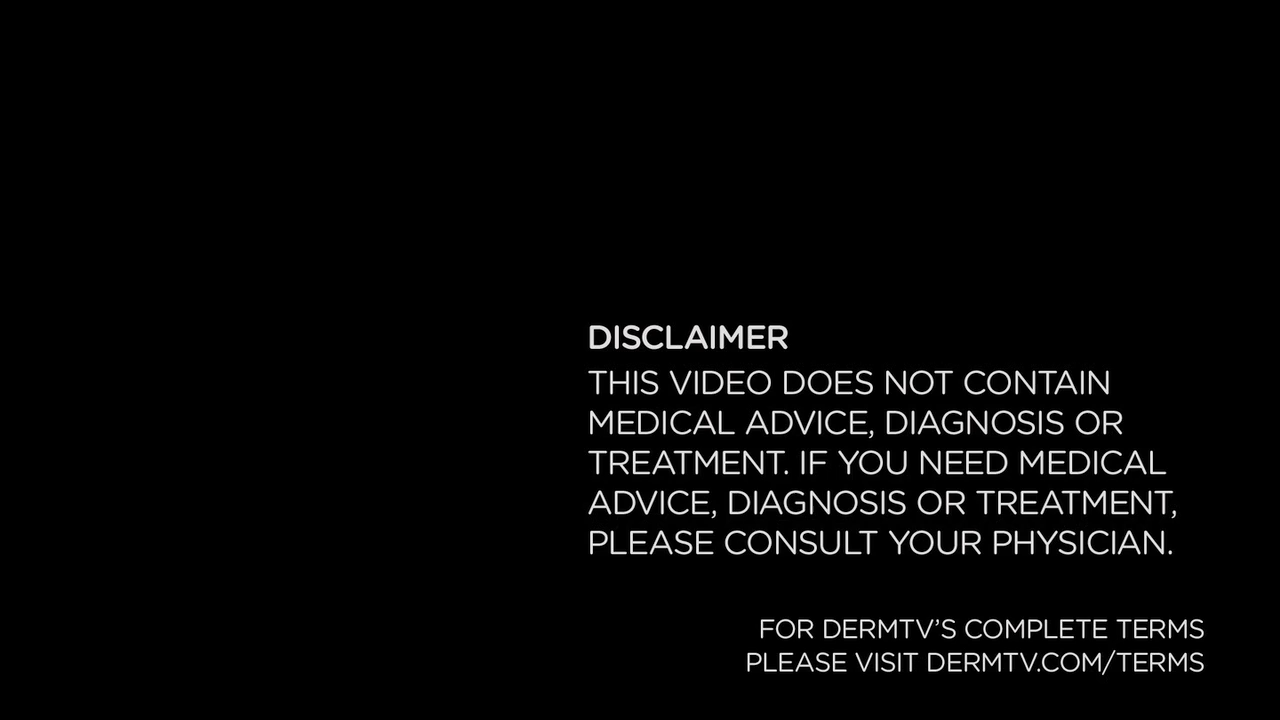 DISCLAIMER
THIS VIDEO DOES NOT CONTAIN
MEDICAL ADVICE, DIAGNOSIS OR
TREATMENT. IF YOU NEED MEDICAL
ADVICE, DIAGNOSIS OR TREATMENT,
PLEASE CONSULT YOUR PHYSICIAN.
FOR DERMTV’S COMPLETE TERMS
PLEASE VISIT DERMTV.COM/TERMS